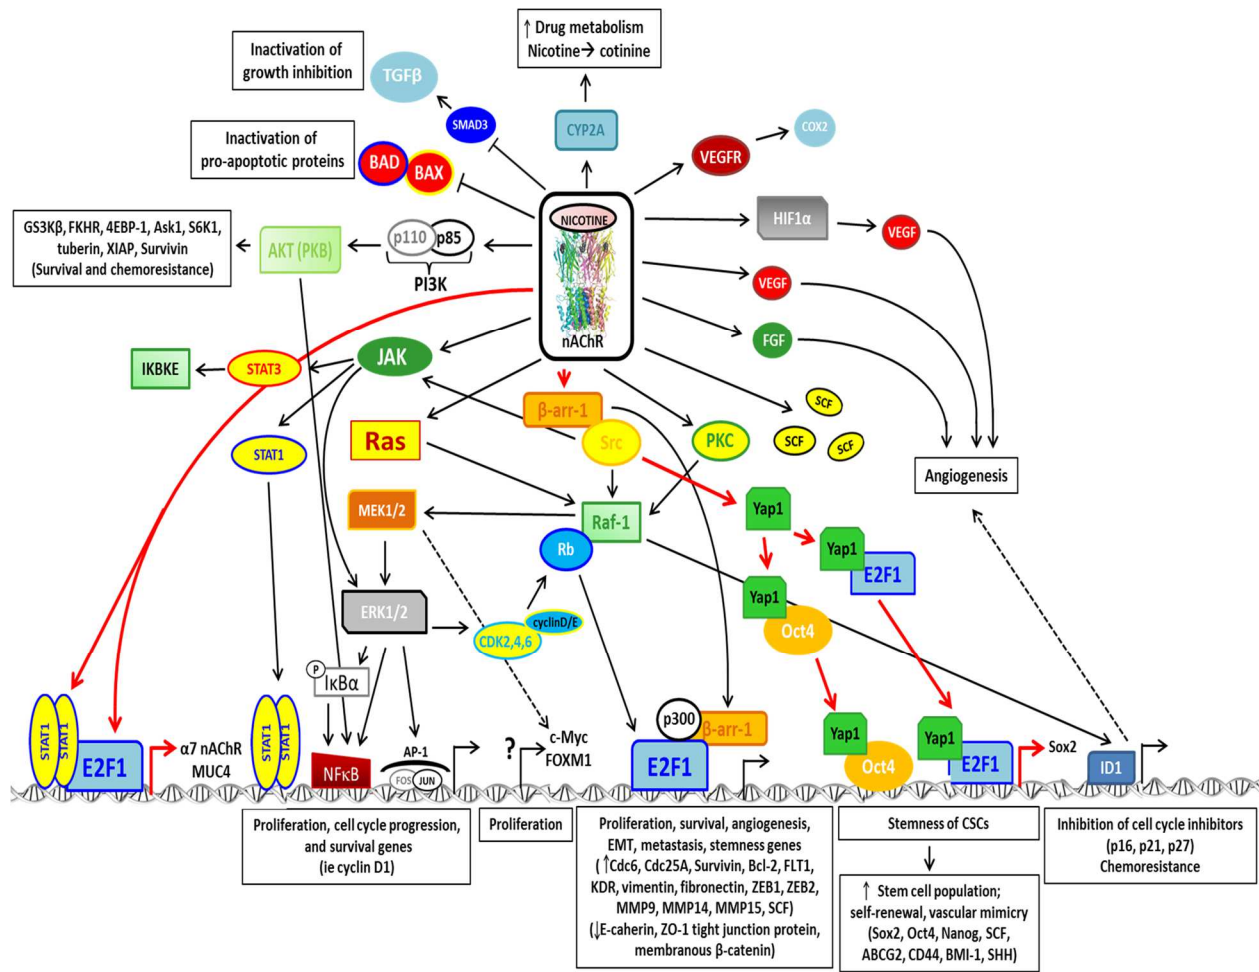 ↑ Drug metabolism
Nicotine→ cotinine
Inactivation of
growth inhibition
TGFβ
SMAD3
CYP2A
VEGFR
COX2
Inactivation of
pro-apoptotic proteins
BAD
BAX
NICOTINE
nAChR
HIF1α
VEGF
GS3Kβ, FKHR, 4EBP-1, Ask1, S6K1,
tuberin, XIAP, Survivin
(Survival and chemoresistance)
AKT (PKB)
p110
p85
PI3K
VEGF
FGF
IKBKE
STAT3
JAK
SCF
SCF
SCF
β-arr-1
Src
PKC
Ras
STAT1
Angiogenesis
MEK1/2
Raf-1
Rb
Yap1
Yap1
E2F1
Yap1
Oct4
ERK1/2
CDK2,4,6
cyclinD/E
P
IκBα
STAT1
STAT1
E2F1
α7 nAChR
MUC4
STAT1
STAT1
NFκB
AP-1
FOS
JUN
?
c-Myc
FOXM1
p300
β-arr-1
E2F1
Yap1
Oct4
Yap1
E2F1
Sox2
ID1
Proliferation, cell cycle progression,
and survival genes
(ie cyclin D1)
Proliferation
Proliferation, survival, angiogenesis,
EMT, metastasis, stemness genes
(↑Cdc6, Cdc25A, Survivin, Bcl-2, FLT1,
KDR, vimentin, fibronectin, ZEB1, ZEB2,
MMP9, MMP14, MMP15, SCF)
(↓E-caherin, ZO-1 tight junction protein,
membranous β-catenin)
Stemness of CSCs
↑ Stem cell population;
self-renewal, vascular mimicry
(Sox2, Oct4, Nanog, SCF,
ABCG2, CD44, BMI-1, SHH)
Inhibition of cell cycle inhibitors
(p16, p21, p27)
Chemoresistance